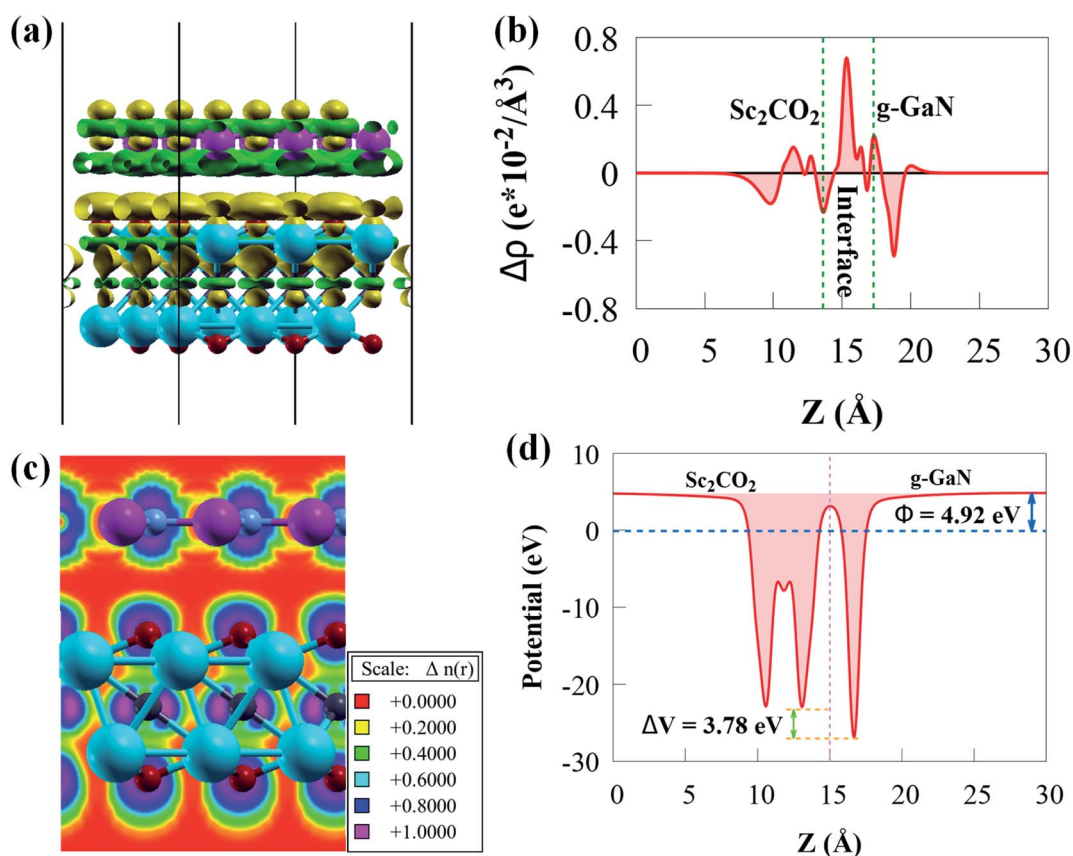 (a)
(b)
Δρ (e*10⁻²/Å³)
0.8
0.4
0
-0.4
-0.8
Sc₂CO₂
g-GaN
Interface
0 5 10 15 20 25 30
Z (Å)
(c)
Scale: Δ n(r)
+0.0000
+0.2000
+0.4000
+0.6000
+0.8000
+1.0000
(d)
Potential (eV)
10
0
-10
-20
-30
Sc₂CO₂
g-GaN
Φ = 4.92 eV
ΔV = 3.78 eV
0 5 10 15 20 25 30
Z (Å)